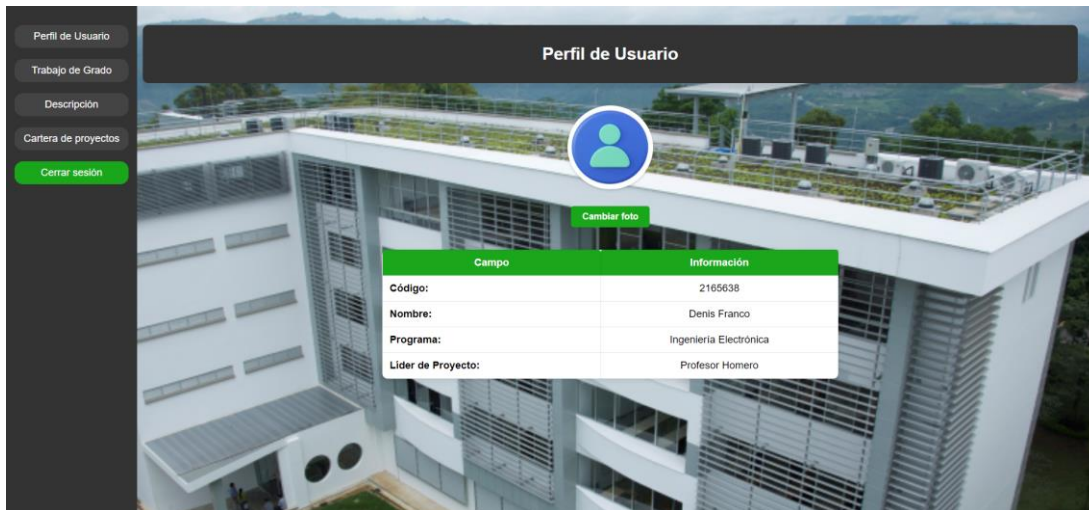 Perfil de Usuario
Trabajo de Grado
Descripción
Cartera de proyectos
Cerrar sesión
Perfil de Usuario
Cambiar foto
Campo Información
Código: 2165638
Nombre: Denis Franco
Programa: Ingeniería Electrónica
Líder de Proyecto: Profesor Homero